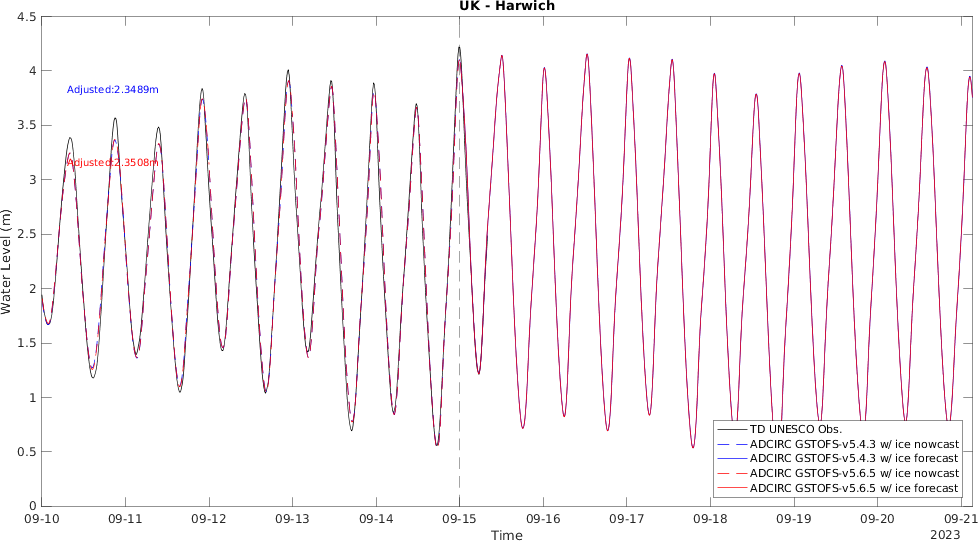 UK - Harwich
4.5
4
3.5
3
2.5
2
1.5
1
0.5
0
Water Level (m)
Adjusted:2.3489m
Adjusted:2.3508m
TD UNESCO Obs.
ADCIRC GSTOFS-v5.4.3 w/ ice nowcast
ADCIRC GSTOFS-v5.4.3 w/ ice forecast
ADCIRC GSTOFS-v5.6.5 w/ ice nowcast
ADCIRC GSTOFS-v5.6.5 w/ ice forecast
09-10 09-11 09-12 09-13 09-14 09-15 09-16 09-17 09-18 09-19 09-20 09-21
Time
2023